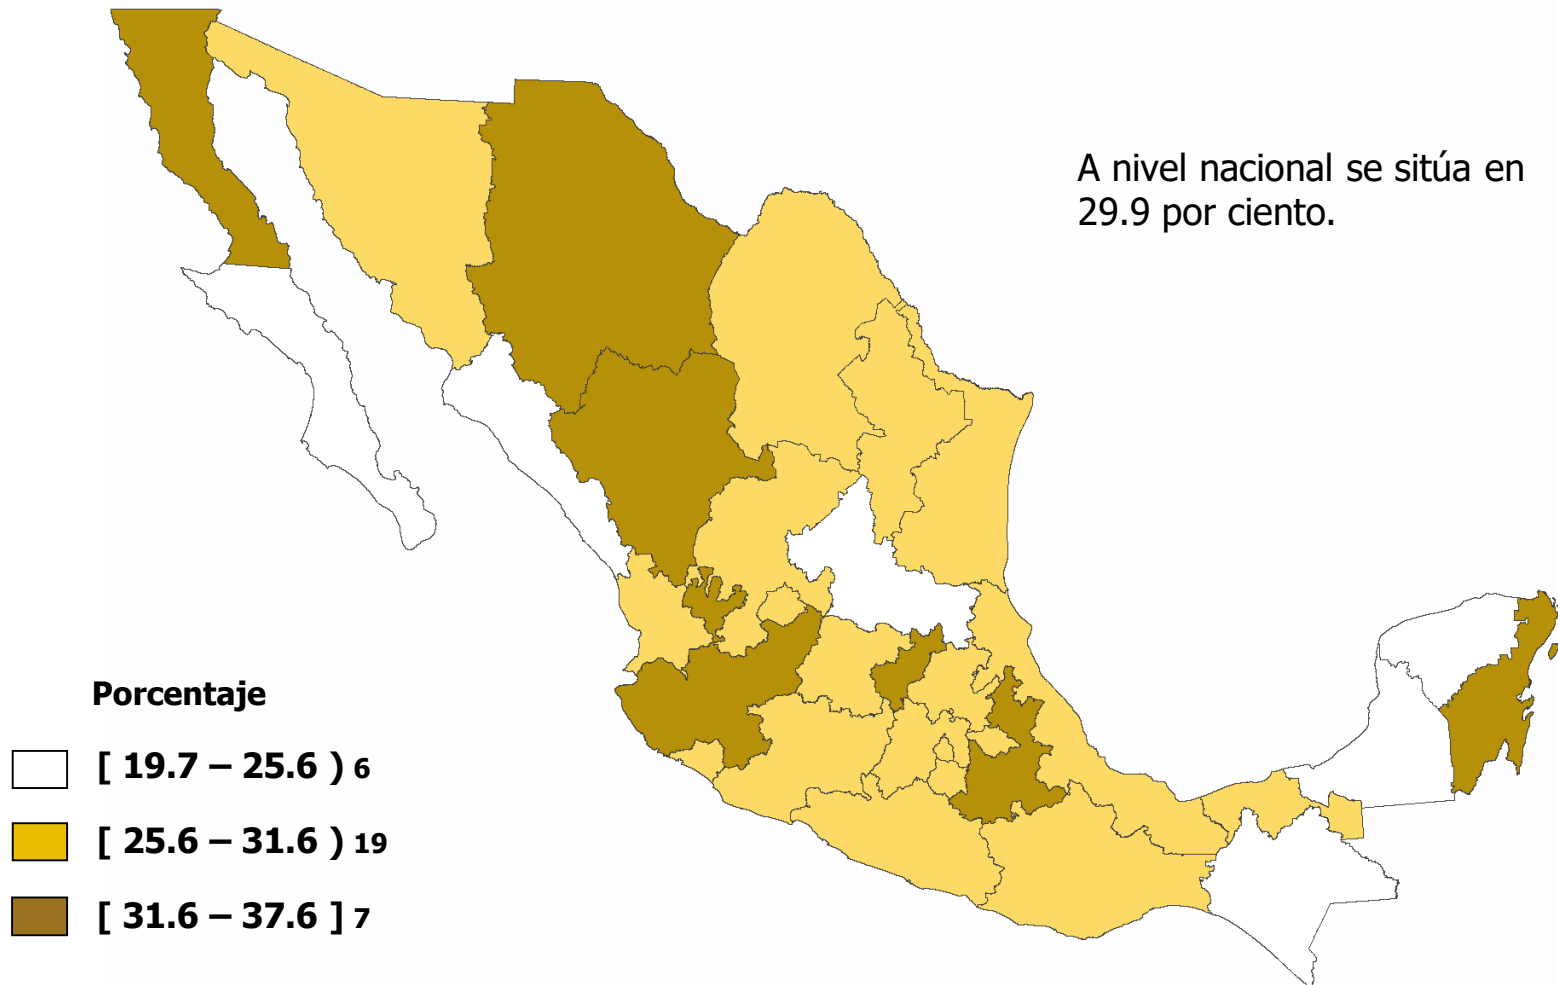 A nivel nacional se sitúa en
29.9 por ciento.
Porcentaje
[ 19.7 – 25.6 ) 6
[ 25.6 – 31.6 ) 19
[ 31.6 – 37.6 ] 7